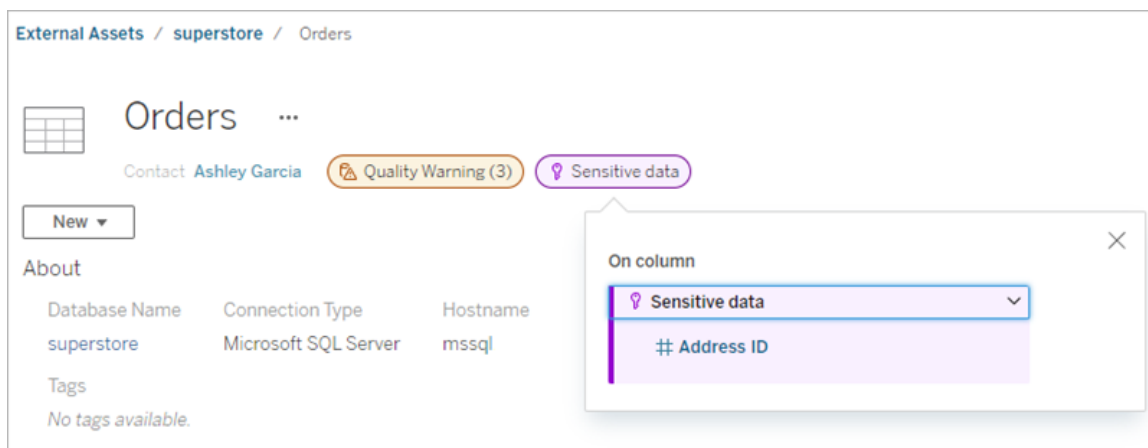 External Assets / superstore / Orders
Orders ...
Contact Ashley Garcia Quality Warning (3) Sensitive data
New
About
Database Name Connection Type Hostname
superstore Microsoft SQL Server mssql
Tags
No tags available.
On column
Sensitive data
# Address ID